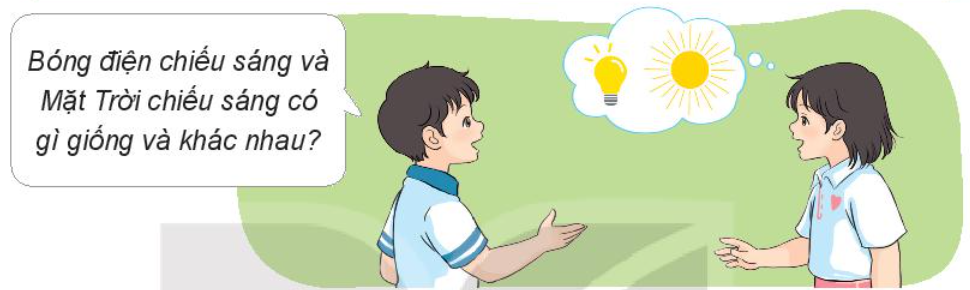 Bóng điện chiếu sáng và
Mặt Trời chiếu sáng có
gì giống và khác nhau?